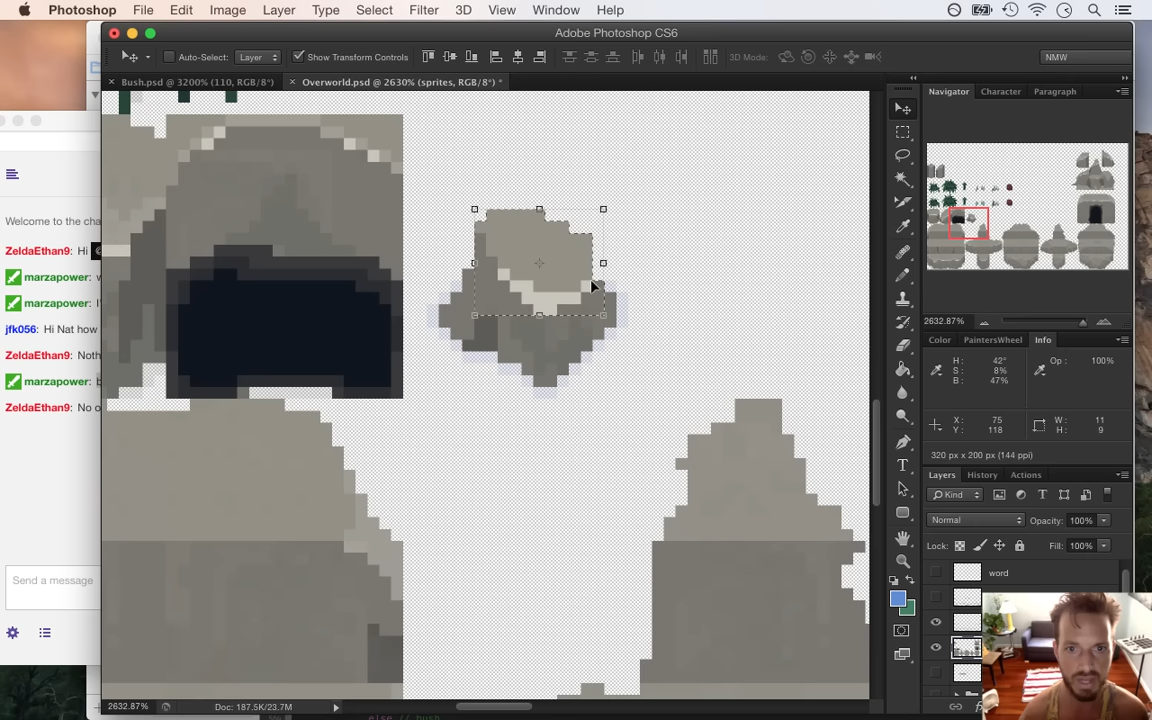 Photoshop File Edit Image Layer Type Select Filter 3D View Window Help
Adobe Photoshop CS6
Auto-Select: Layer Show Transform Controls 3D Mode: NMW
Bush.psd @ 3200% (110, RGB/8*) Overworld.psd @ 2630% (sprites, RGB/8*) *
Navigator Character Paragraph
Welcome to the cha
ZeldaEthan9: Hi
marzapower:
marzapower:
jfk056: Hi Nat how
ZeldaEthan9: Noth
marzapower:
ZeldaEthan9: No o
Send a message
2632.87%
Color PaintersWheel Info
H: 42°
S: 8%
B: 47%
Op: 100%
X: 75
Y: 118
W: 11
H: 9
320 px x 200 px (144 ppi)
Layers History Actions
Kind
Normal Opacity: 100%
Lock: Fill: 100%
word
2632.87% Doc: 187.5K/23.7M
else // bush